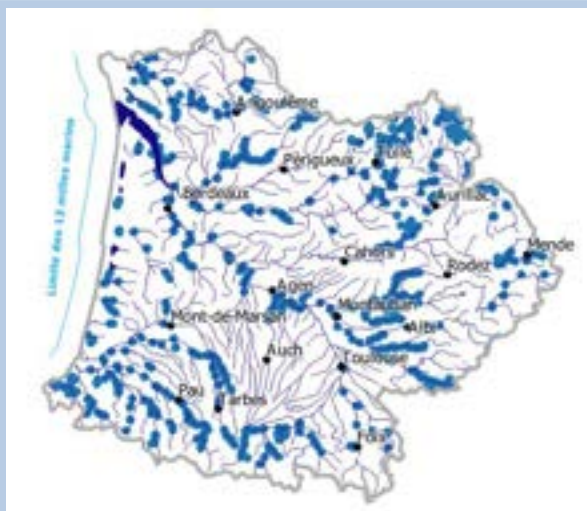 Angoulême
Périgueux
Tulle
Bordeaux
Aurillac
Cahors
Rodez
Mende
Agen
Montauban
Albi
Mont-de-Marsan
Auch
Toulouse
Pau
Tarbes
Foix
Limite des 12 milles marins